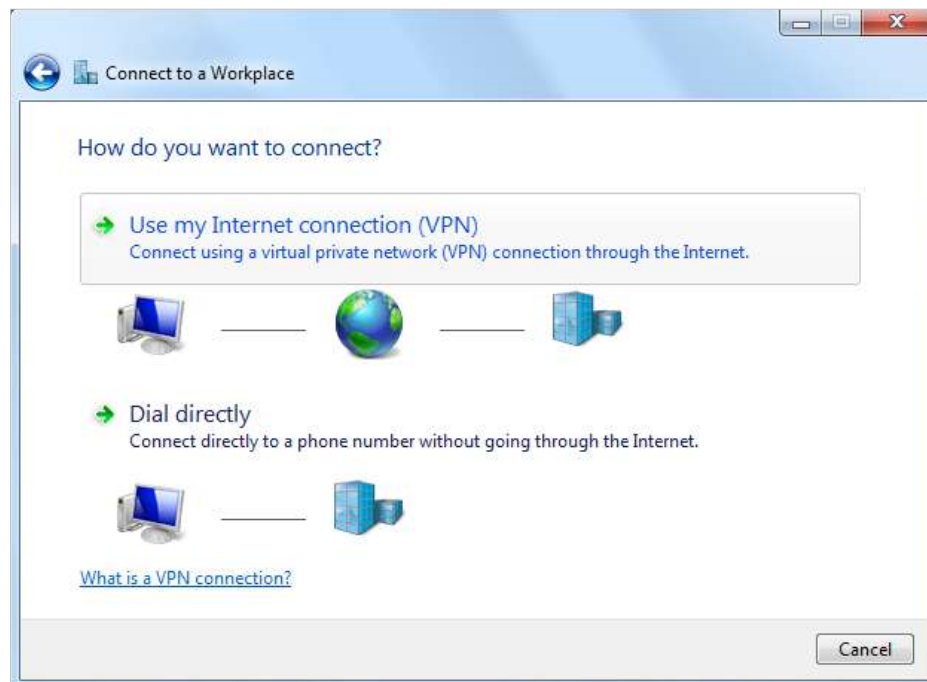 Connect to a Workplace
How do you want to connect?
Use my Internet connection (VPN)
Connect using a virtual private network (VPN) connection through the Internet.
Dial directly
Connect directly to a phone number without going through the Internet.
What is a VPN connection?
Cancel